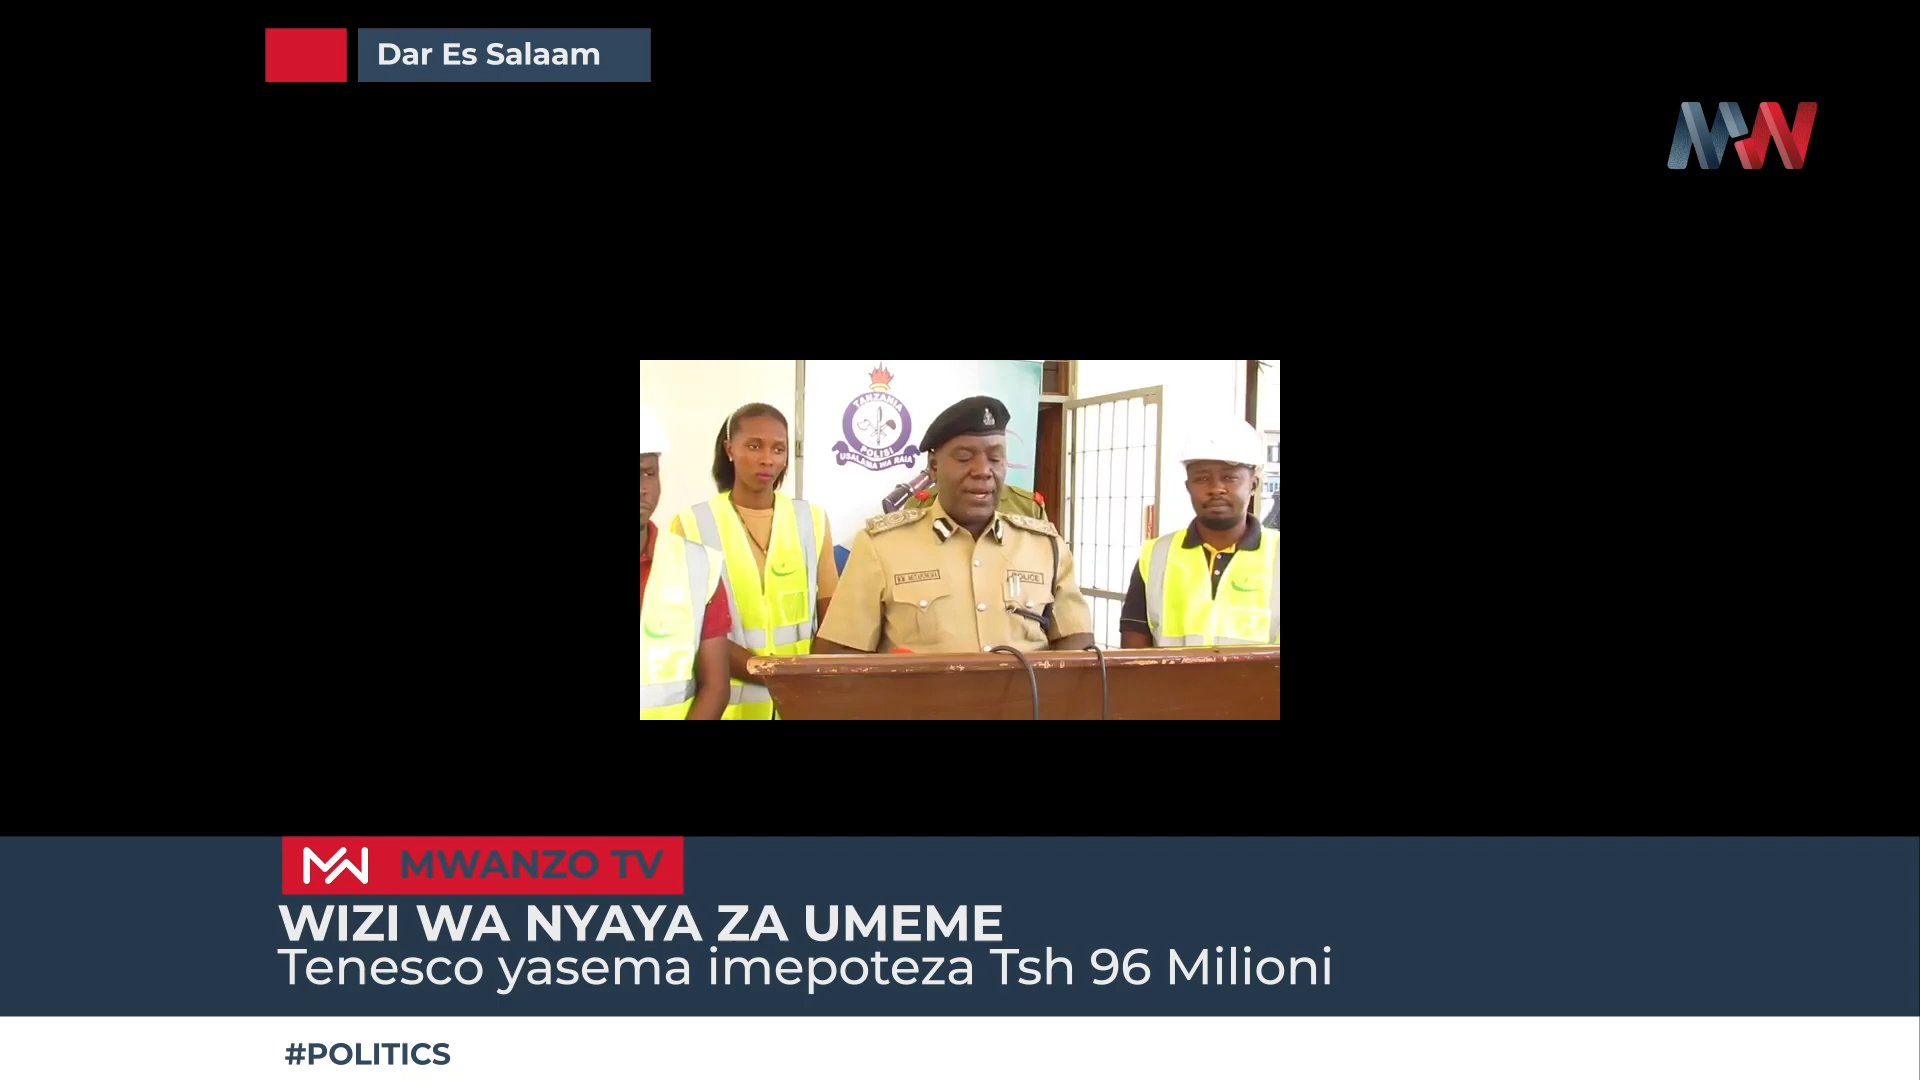 Dar Es Salaam
TANZANIA
POLISI
USALAMA WA RAIA
POLICE
MWANZO TV
WIZI WA NYAYA ZA UMEME
Tenesco yasema imepoteza Tsh 96 Milioni
#POLITICS